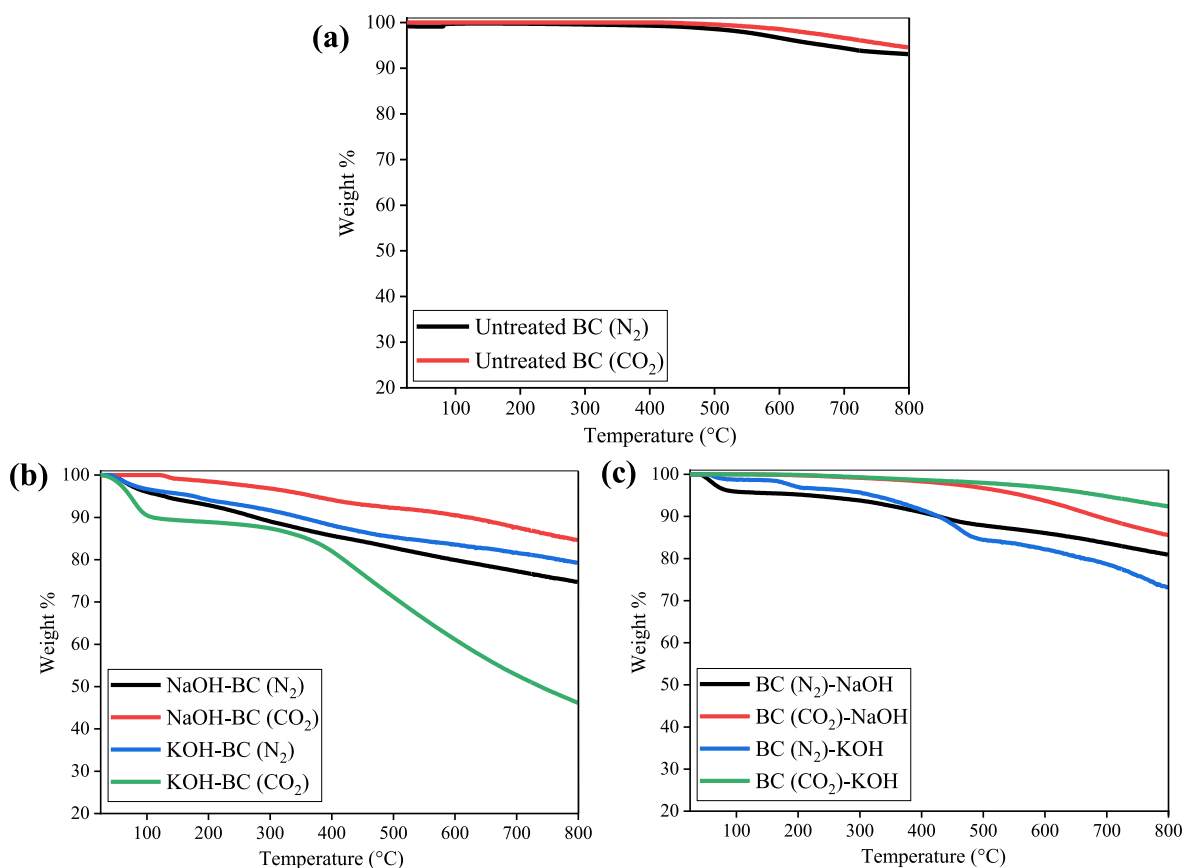 (a)
Weight %
100
90
80
70
60
50
40
30
20
Untreated BC (N₂)
Untreated BC (CO₂)
100 200 300 400 500 600 700 800
Temperature (°C)
(b)
Weight %
100
90
80
70
60
50
40
30
20
NaOH-BC (N₂)
NaOH-BC (CO₂)
KOH-BC (N₂)
KOH-BC (CO₂)
100 200 300 400 500 600 700 800
Temperature (°C)
(c)
Weight %
100
90
80
70
60
50
40
30
20
BC (N₂)-NaOH
BC (CO₂)-NaOH
BC (N₂)-KOH
BC (CO₂)-KOH
100 200 300 400 500 600 700 800
Temperature (°C)